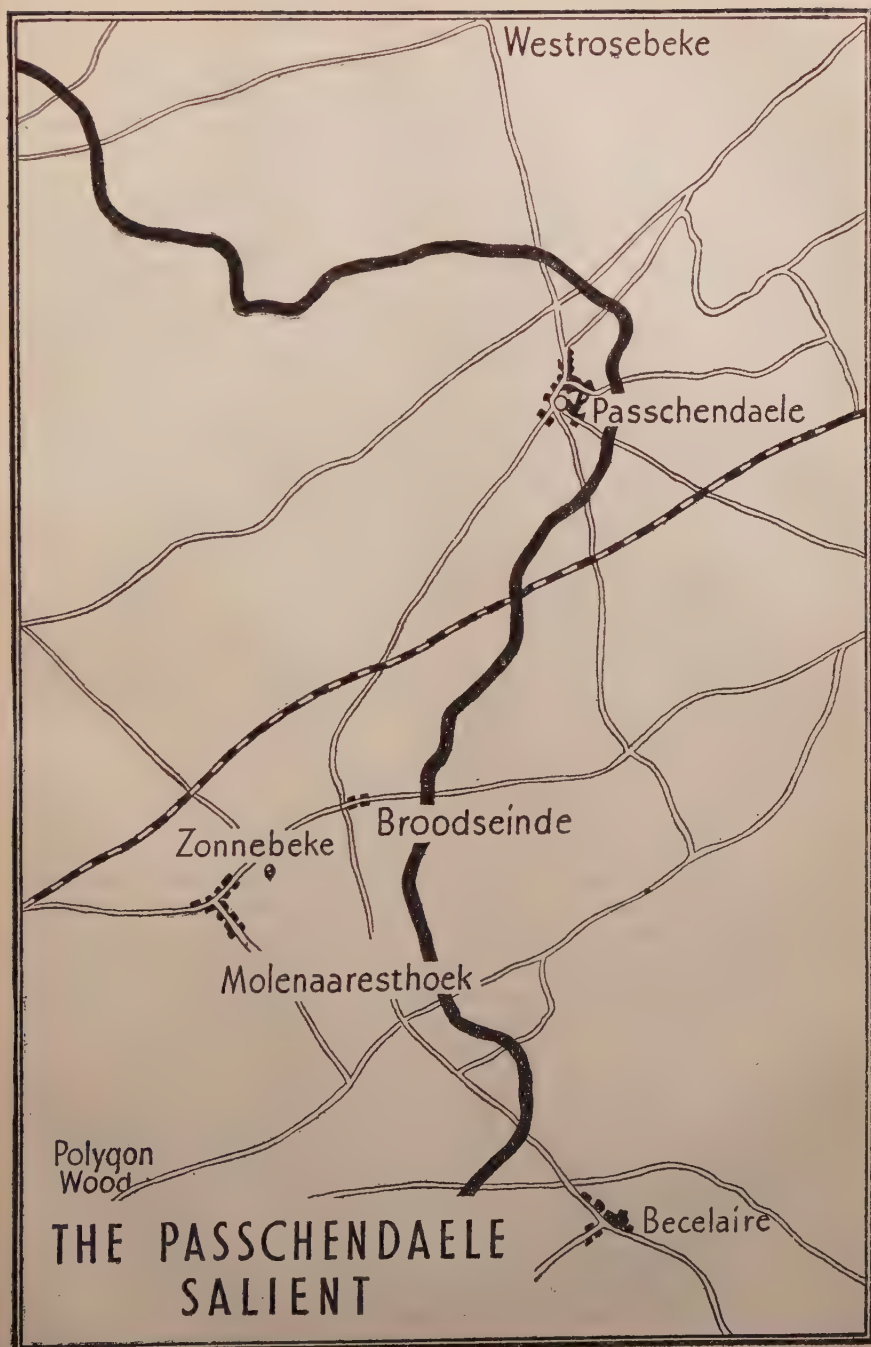 Westrosebeke
Passchendaele
Broodseinde
Zonnebeke
Molenaaresthoek
Polygon
Wood
Becelaire
THE PASSCHENDAELE
SALIENT